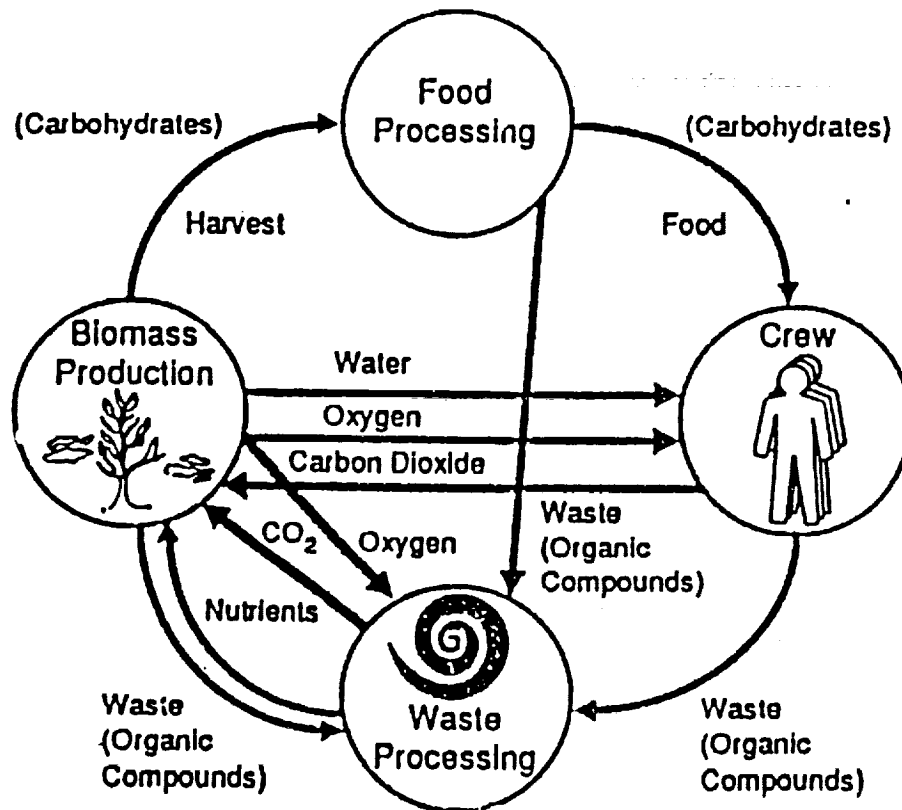 Food
Processing
(Carbohydrates)
(Carbohydrates)
Harvest
Food
Biomass
Production
Crew
Water
Oxygen
Carbon Dioxide
CO₂
Oxygen
Waste
(Organic
Compounds)
Nutrients
Waste
Processing
Waste
(Organic
Compounds)
Waste
(Organic
Compounds)